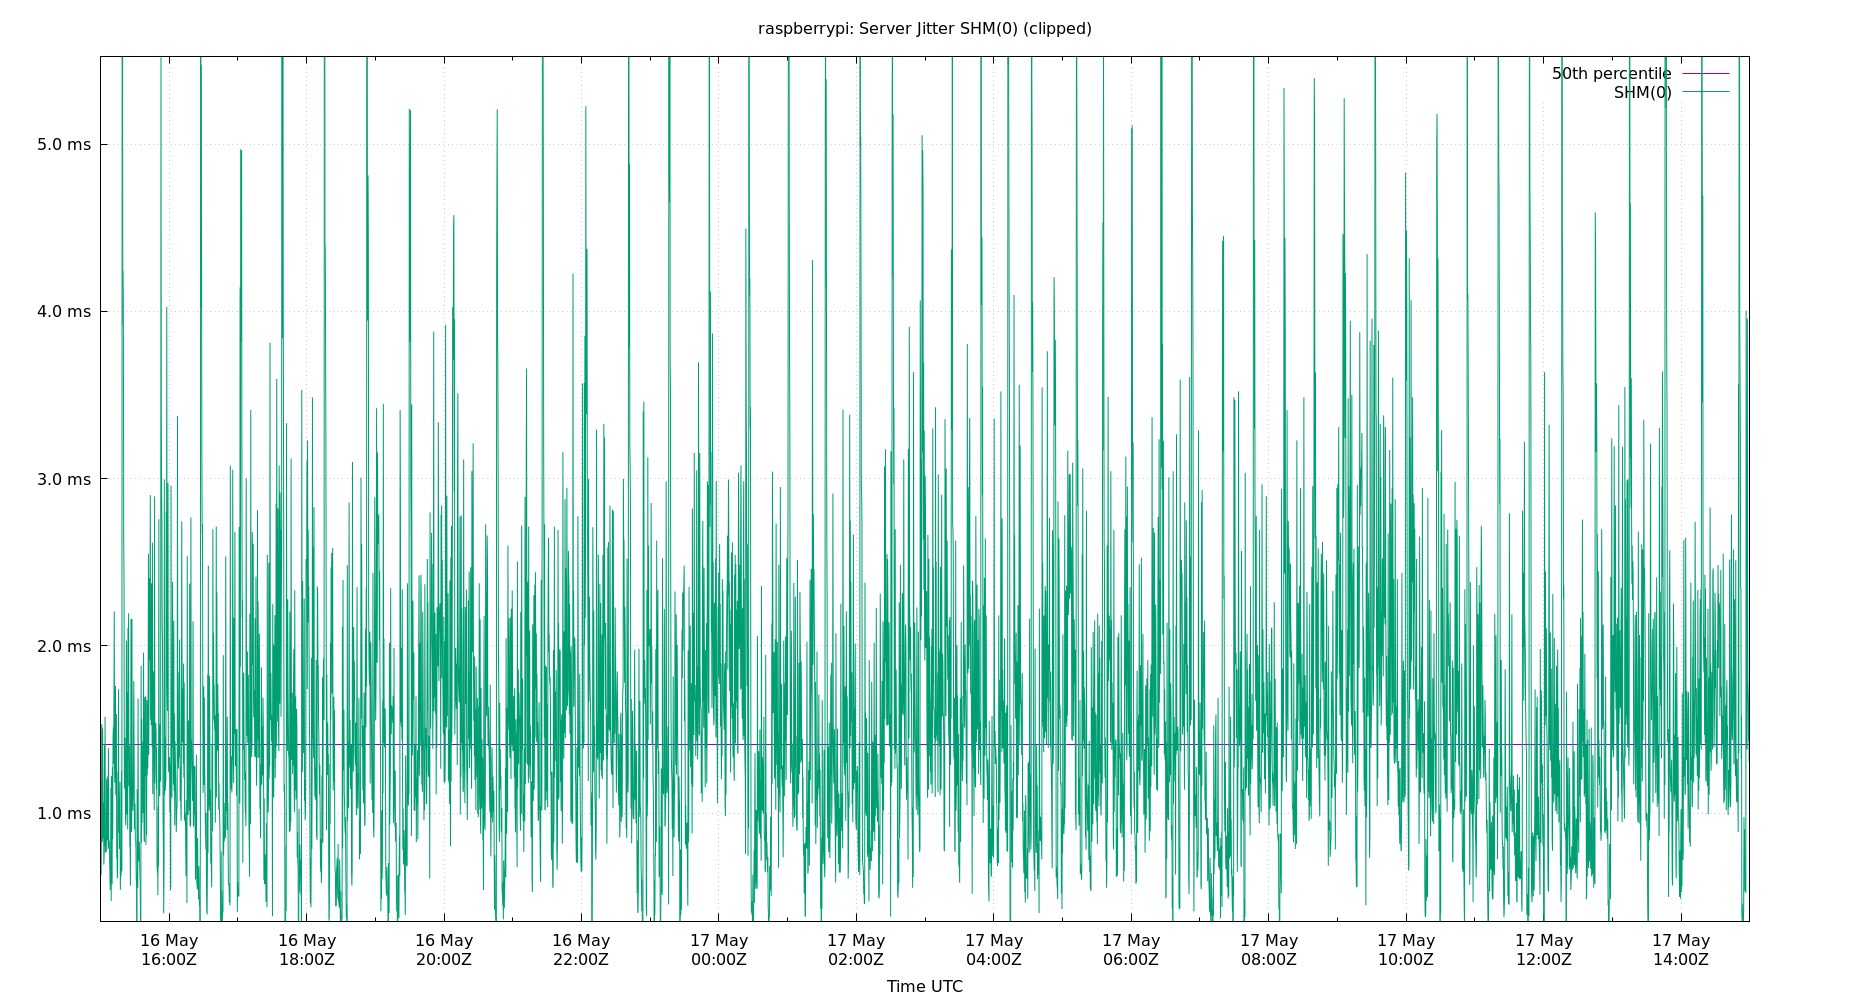 raspberrypi: Server Jitter SHM(0) (clipped)
50th percentile
SHM(0)
5.0 ms
4.0 ms
3.0 ms
2.0 ms
1.0 ms
16 May 16 May 16 May 16 May 17 May 17 May 17 May 17 May 17 May 17 May 17 May 17 May
16:00Z 18:00Z 20:00Z 22:00Z 00:00Z 02:00Z 04:00Z 06:00Z 08:00Z 10:00Z 12:00Z 14:00Z
Time UTC